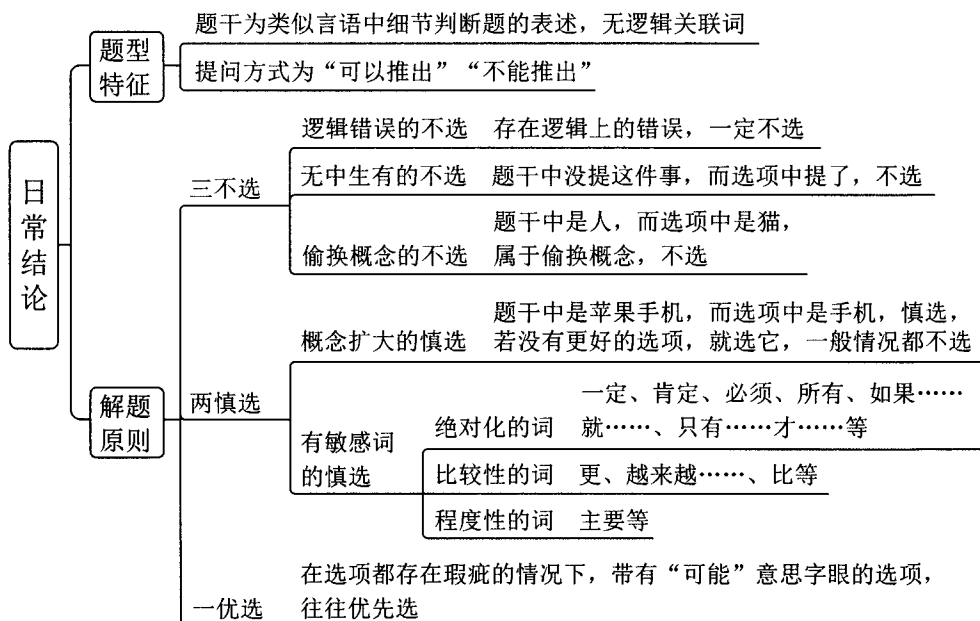 日常结论
题型
特征
题干为类似言语中细节判断题的表述，无逻辑关联词
提问方式为“可以推出”“不能推出”
解题
原则
三不选
逻辑错误的不选 存在逻辑上的错误，一定不选
无中生有的不选 题干中没提这件事，而选项中提了，不选
题干中是人，而选项中是猫，
偷换概念的不选 属于偷换概念，不选
两慎选
题干中是苹果手机，而选项中是手机，慎选，
概念扩大的慎选 若没有更好的选项，就选它，一般情况都不选
有敏感词
的慎选
一定、肯定、必须、所有、如果……
绝对化的词 就……、只有……才……等
比较性的词 更、越来越……、比等
程度性的词 主要等
一优选
在选项都存在瑕疵的情况下，带有“可能”意思字眼的选项，
往往优先选